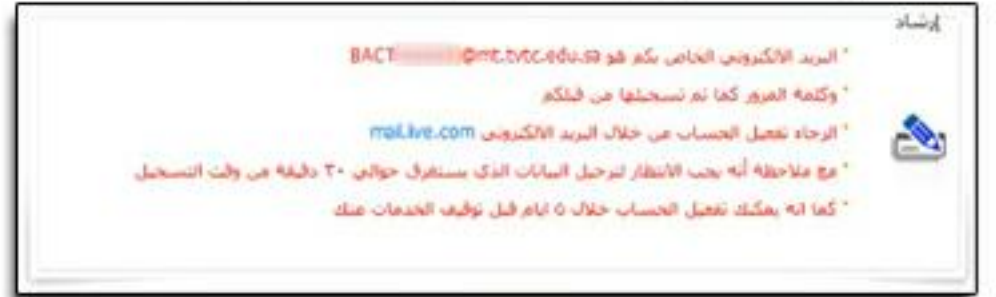 إرشاد
* البريد الالكتروني الخاص بكم هو BACT @mt.tvtc.edu.sa
* وكلمة المرور كما تم تسجيلها من قبلكم
* الرجاء تفعيل الحساب من خلال البريد الالكتروني mail.live.com
* مع ملاحظة أنه يجب الانتظار لترحيل البيانات الذي يستغرق حوالي ٣٠ دقيقة من وقت التسجيل
* كما انه يمكنك تفعيل الحساب خلال ٥ ايام قبل توقيف الخدمات عنك